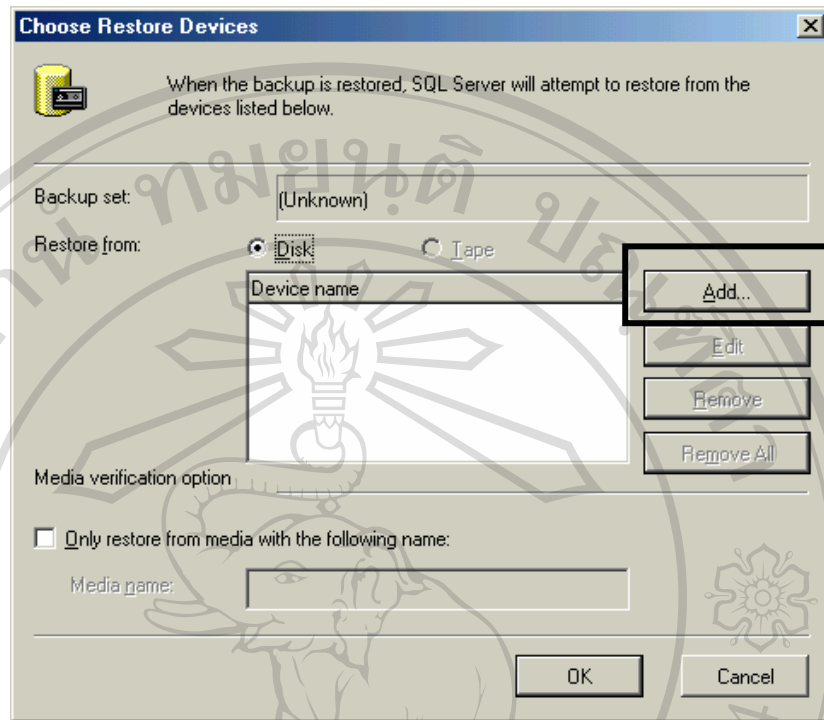 Choose Restore Devices
When the backup is restored, SQL Server will attempt to restore from the
devices listed below.
Backup set:
(Unknown)
Restore from:
Disk
Tape
Device name
Add...
Edit
Remove
Remove All
Media verification option
Only restore from media with the following name:
Media name:
OK
Cancel